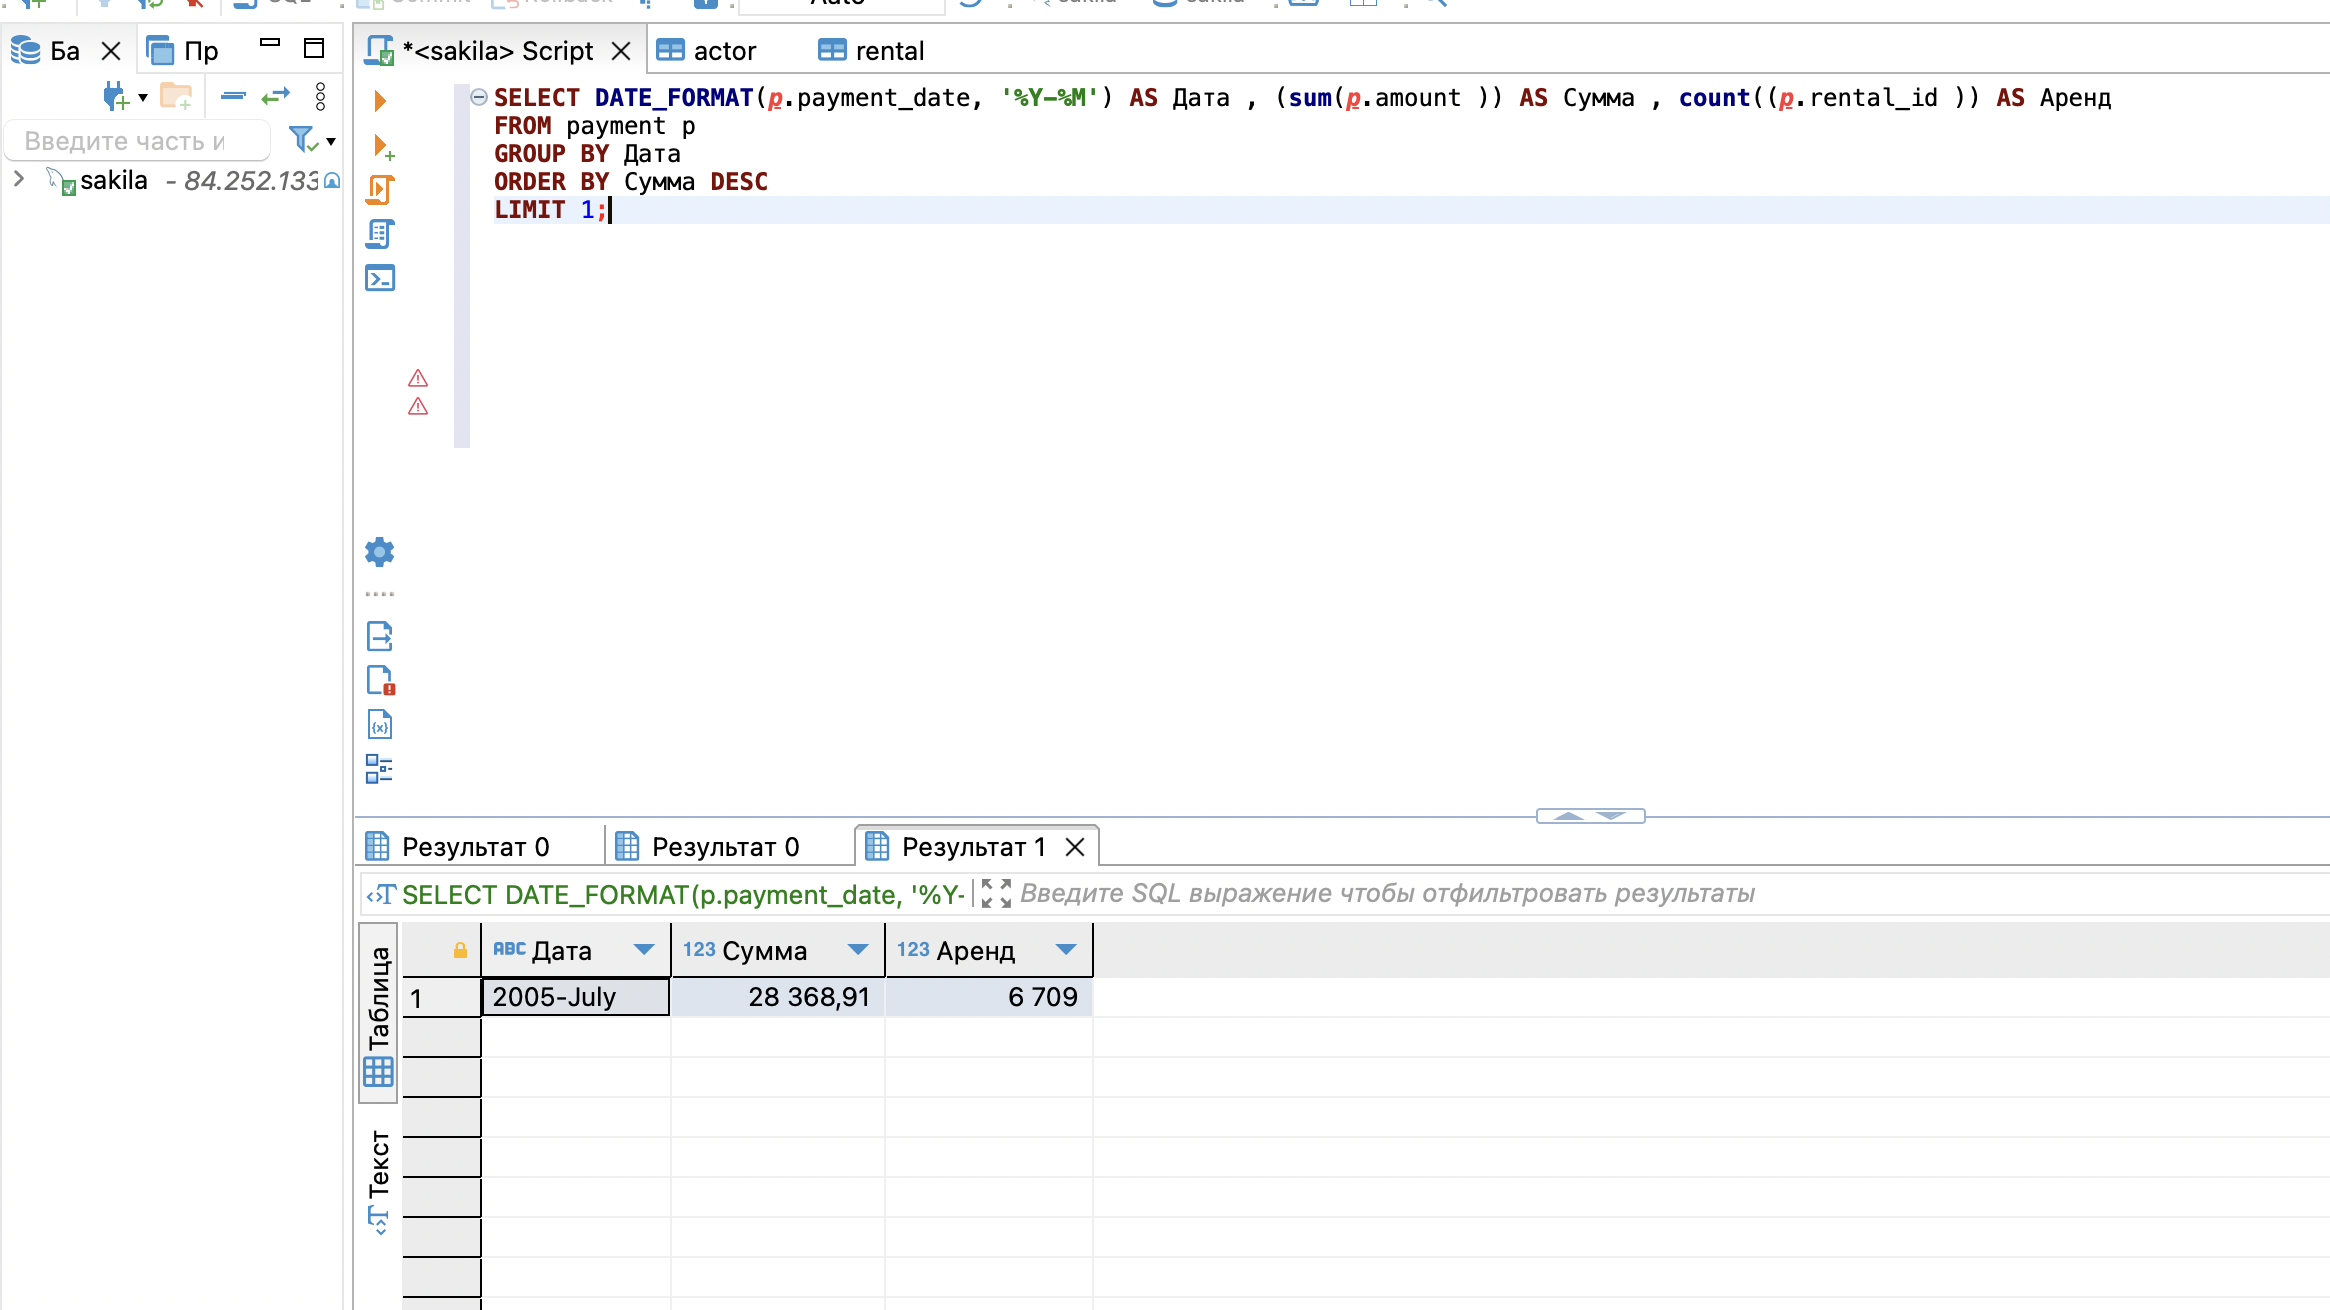 Auto
Ба
Пр
*<sakila> Script
actor
rental
Введите часть и
sakila - 84.252.133
SELECT DATE_FORMAT(p.payment_date, '%Y-%M') AS Дата , (sum(p.amount )) AS Сумма , count((p.rental_id )) AS Аренд
FROM payment p
GROUP BY Дата
ORDER BY Сумма DESC
LIMIT 1;
Результат 0
Результат 0
Результат 1
SELECT DATE_FORMAT(p.payment_date, '%Y-
Введите SQL выражение чтобы отфильтровать результаты
Таблица
Текст
ABC Дата
123 Сумма
123 Аренд
1
2005-July
28 368,91
6 709